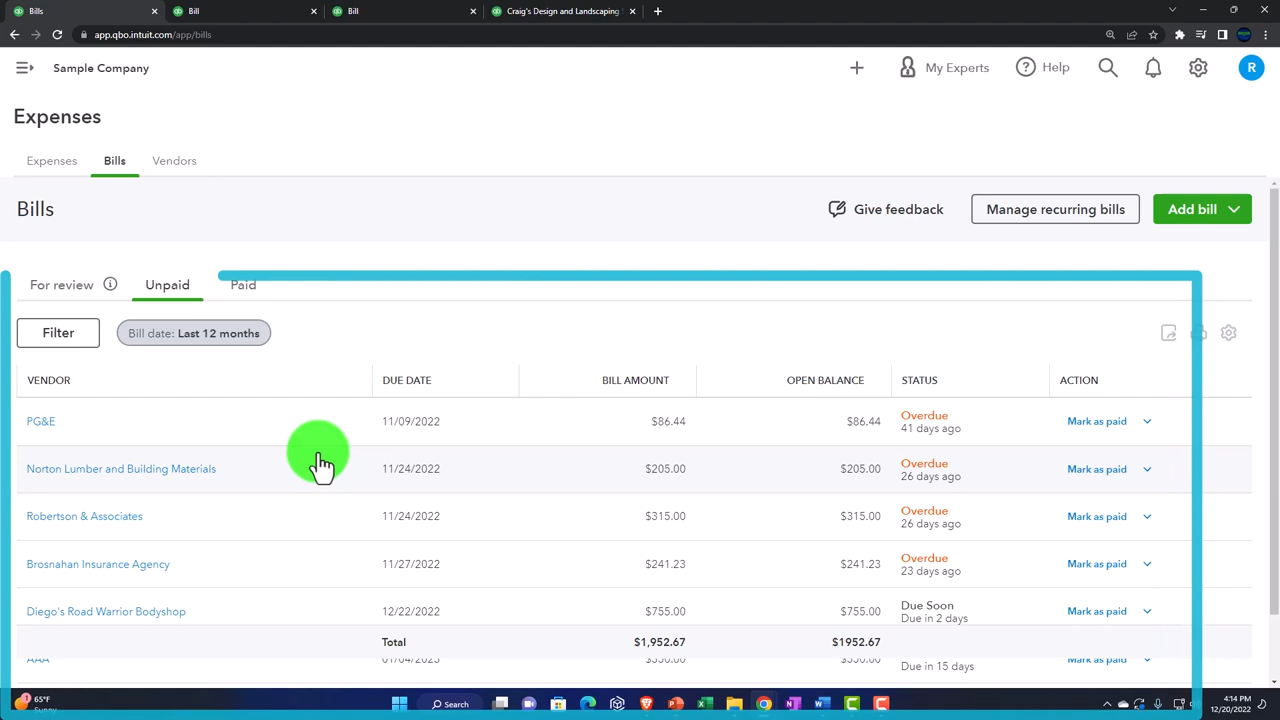 Bills
Bill
Bill
Craig's Design and Landscaping
app.qbo.intuit.com/app/bills
Sample Company
My Experts
Help
R
Expenses
Expenses
Bills
Vendors
Bills
Give feedback
Manage recurring bills
Add bill
For review
Unpaid
Paid
Filter
Bill date: Last 12 months
VENDOR DUE DATE BILL AMOUNT OPEN BALANCE STATUS ACTION
PG&E 11/09/2022 $86.44 $86.44 Overdue Mark as paid
41 days ago
Norton Lumber and Building Materials 11/24/2022 $205.00 $205.00 Overdue Mark as paid
26 days ago
Robertson & Associates 11/24/2022 $315.00 $315.00 Overdue Mark as paid
26 days ago
Brosnahan Insurance Agency 11/27/2022 $241.23 $241.23 Overdue Mark as paid
23 days ago
Diego's Road Warrior Bodyshop 12/22/2022 $755.00 $755.00 Due Soon Mark as paid
Due in 2 days
Total $1,952.67 $1952.67
AAA Mark as paid
Due in 15 days
1
65°F
Sunny
Search
4:14 PM
12/20/2022